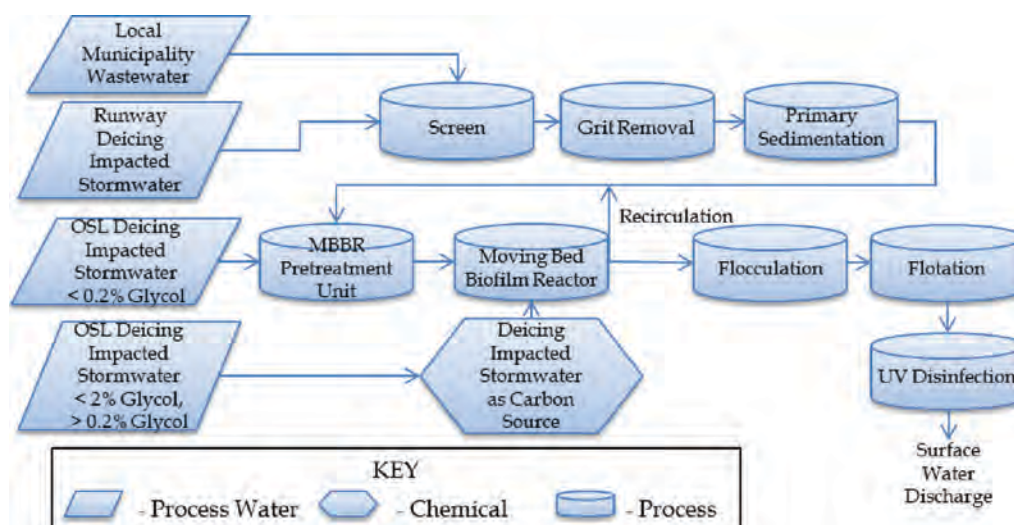 Local
Municipality
Wastewater
Runway
Deicing
Impacted
Stormwater
Screen
Grit Removal
Primary
Sedimentation
Recirculation
OSL Deicing
Impacted
Stormwater
< 0.2% Glycol
MBBR
Pretreatment
Unit
Moving Bed
Biofilm Reactor
Flocculation
Flotation
OSL Deicing
Impacted
Stormwater
< 2% Glycol,
> 0.2% Glycol
Deicing
Impacted
Stormwater
as Carbon
Source
UV Disinfection
Surface
Water
Discharge
KEY
- Process Water
- Chemical
- Process